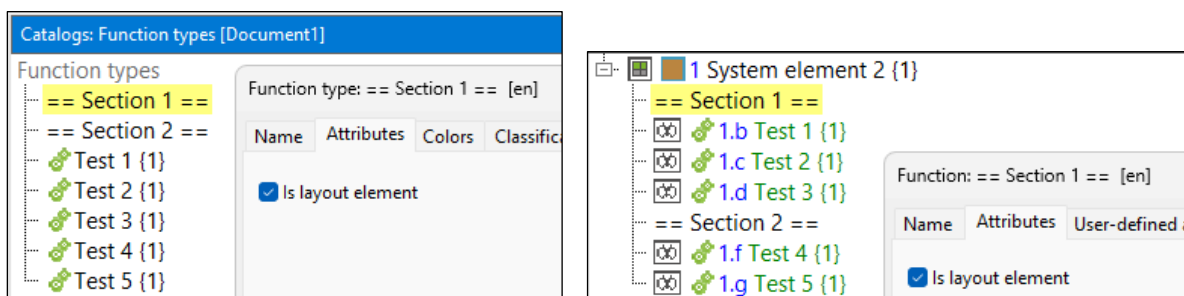 Catalogs: Function types [Document1]
Function types
== Section 1 ==
== Section 2 ==
Test 1 {1}
Test 2 {1}
Test 3 {1}
Test 4 {1}
Test 5 {1}
Function type: == Section 1 == [en]
Name Attributes Colors
Is layout element
1 System element 2 {1}
== Section 1 ==
1.b Test 1 {1}
1.c Test 2 {1}
1.d Test 3 {1}
== Section 2 ==
1.f Test 4 {1}
1.g Test 5 {1}
Function: == Section 1 == [en]
Name Attributes User-defined
Is layout element